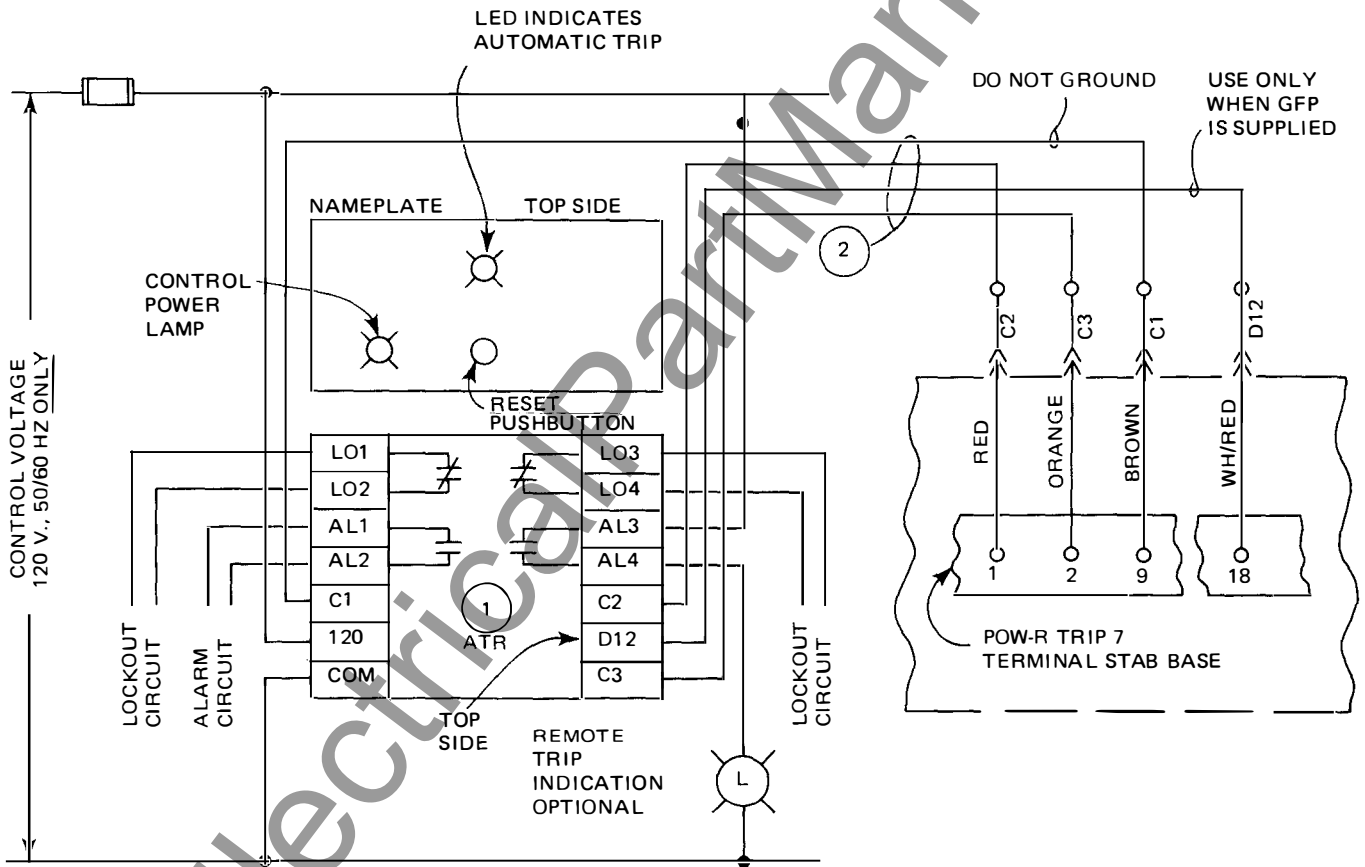 LED INDICATES
AUTOMATIC TRIP
DO NOT GROUND
USE ONLY
WHEN GFP
IS SUPPLIED
NAMEPLATE
TOP SIDE
2
CONTROL
POWER
LAMP
CONTROL VOLTAGE
120 V., 50/60 HZ ONLY
RESET
PUSHBUTTON
C2
C3
C1
D12
RED
ORANGE
BROWN
WH/RED
LO1
LO2
AL1
AL2
C1
120
COM
LO3
LO4
AL3
AL4
C2
D12
C3
1
ATR
1
2
9
18
POW-R TRIP 7
TERMINAL STAB BASE
LOCKOUT
CIRCUIT
ALARM
CIRCUIT
LOCKOUT
CIRCUIT
TOP
SIDE
REMOTE
TRIP
INDICATION
OPTIONAL
L
ElectricalPartMan